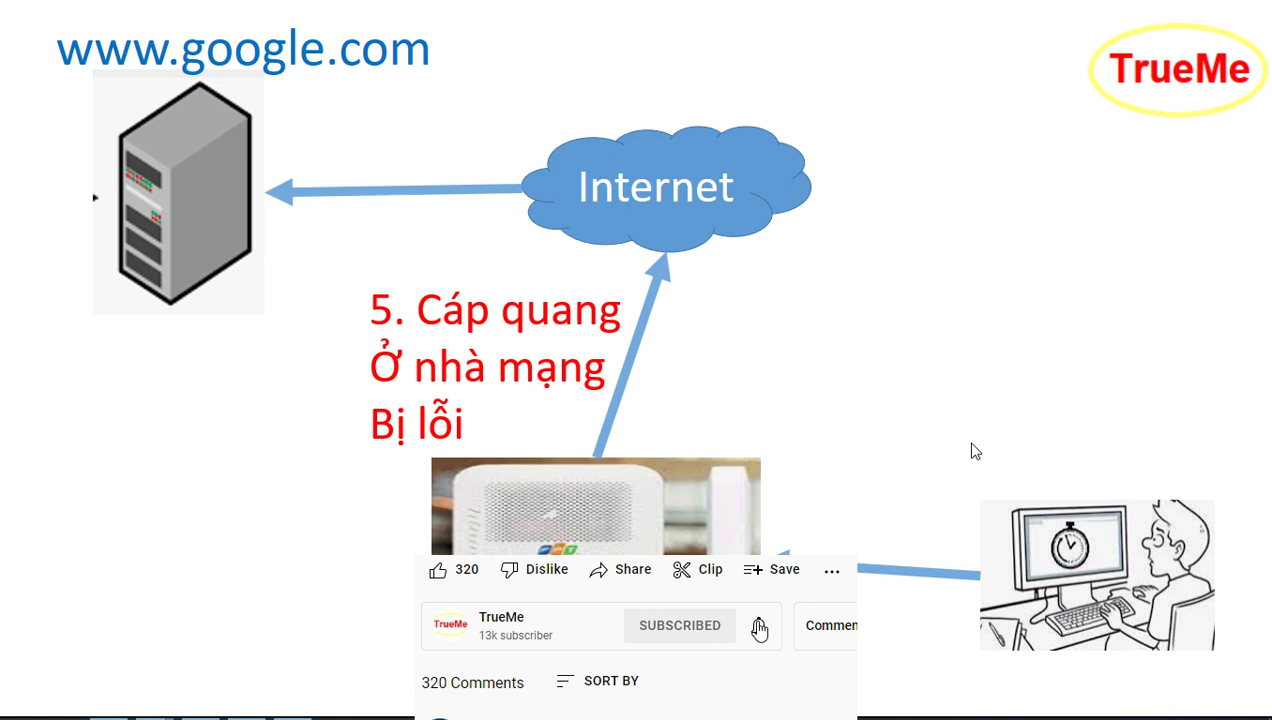 www.google.com
TrueMe
Internet
5. Cáp quang
Ở nhà mạng
Bị lỗi
320 Dislike Share Clip Save ...
TrueMe
TrueMe
13k subscriber
SUBSCRIBED
Commen
320 Comments
SORT BY